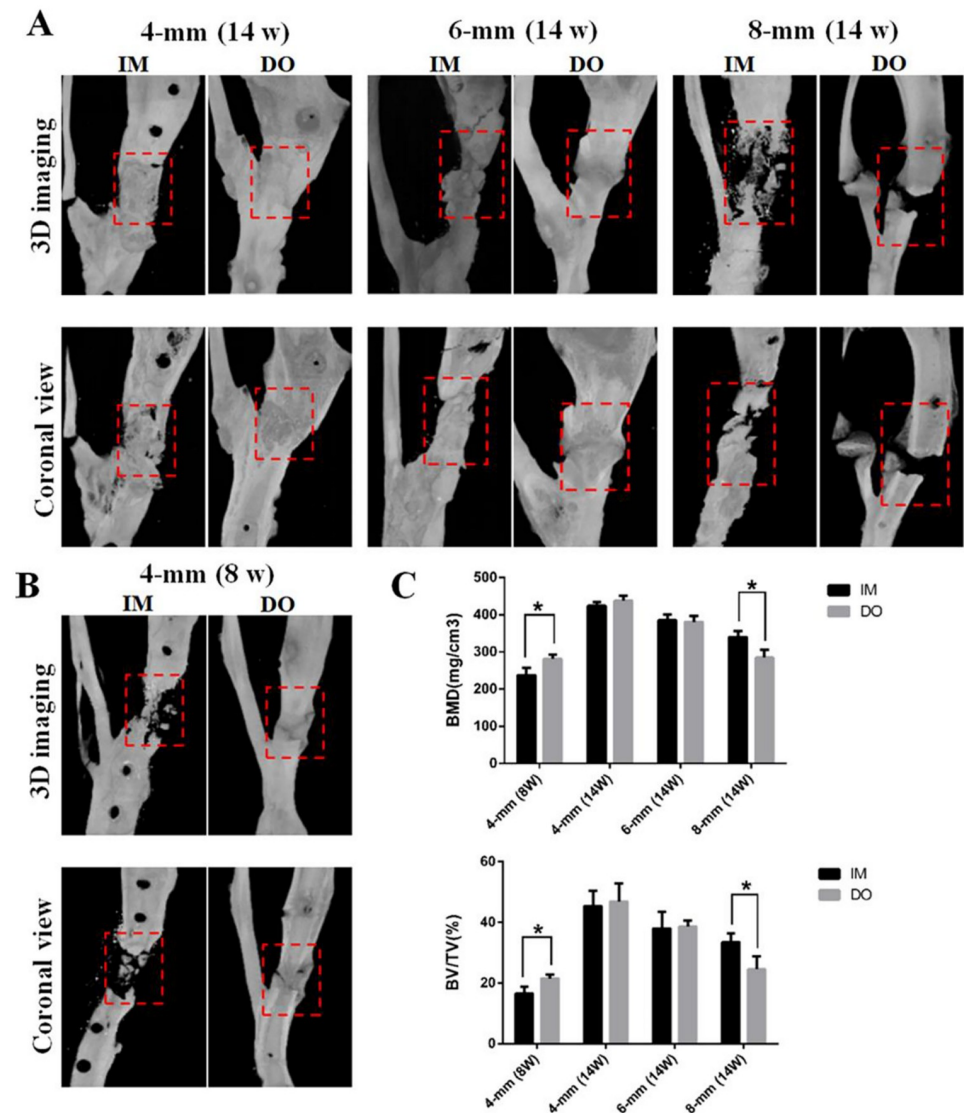 A
4-mm (14 w)
6-mm (14 w)
8-mm (14 w)
IM
DO
IM
DO
IM
DO
3D imaging
Coronal view
B
4-mm (8 w)
IM
DO
3D imaging
Coronal view
C
BMD(mg/cm3)
500
400
300
200
100
0
*
*
IM
DO
4-mm (8W)
4-mm (14W)
6-mm (14W)
8-mm (14W)
BV/TV(%)
60
40
20
0
*
*
IM
DO
4-mm (8W)
4-mm (14W)
6-mm (14W)
8-mm (14W)